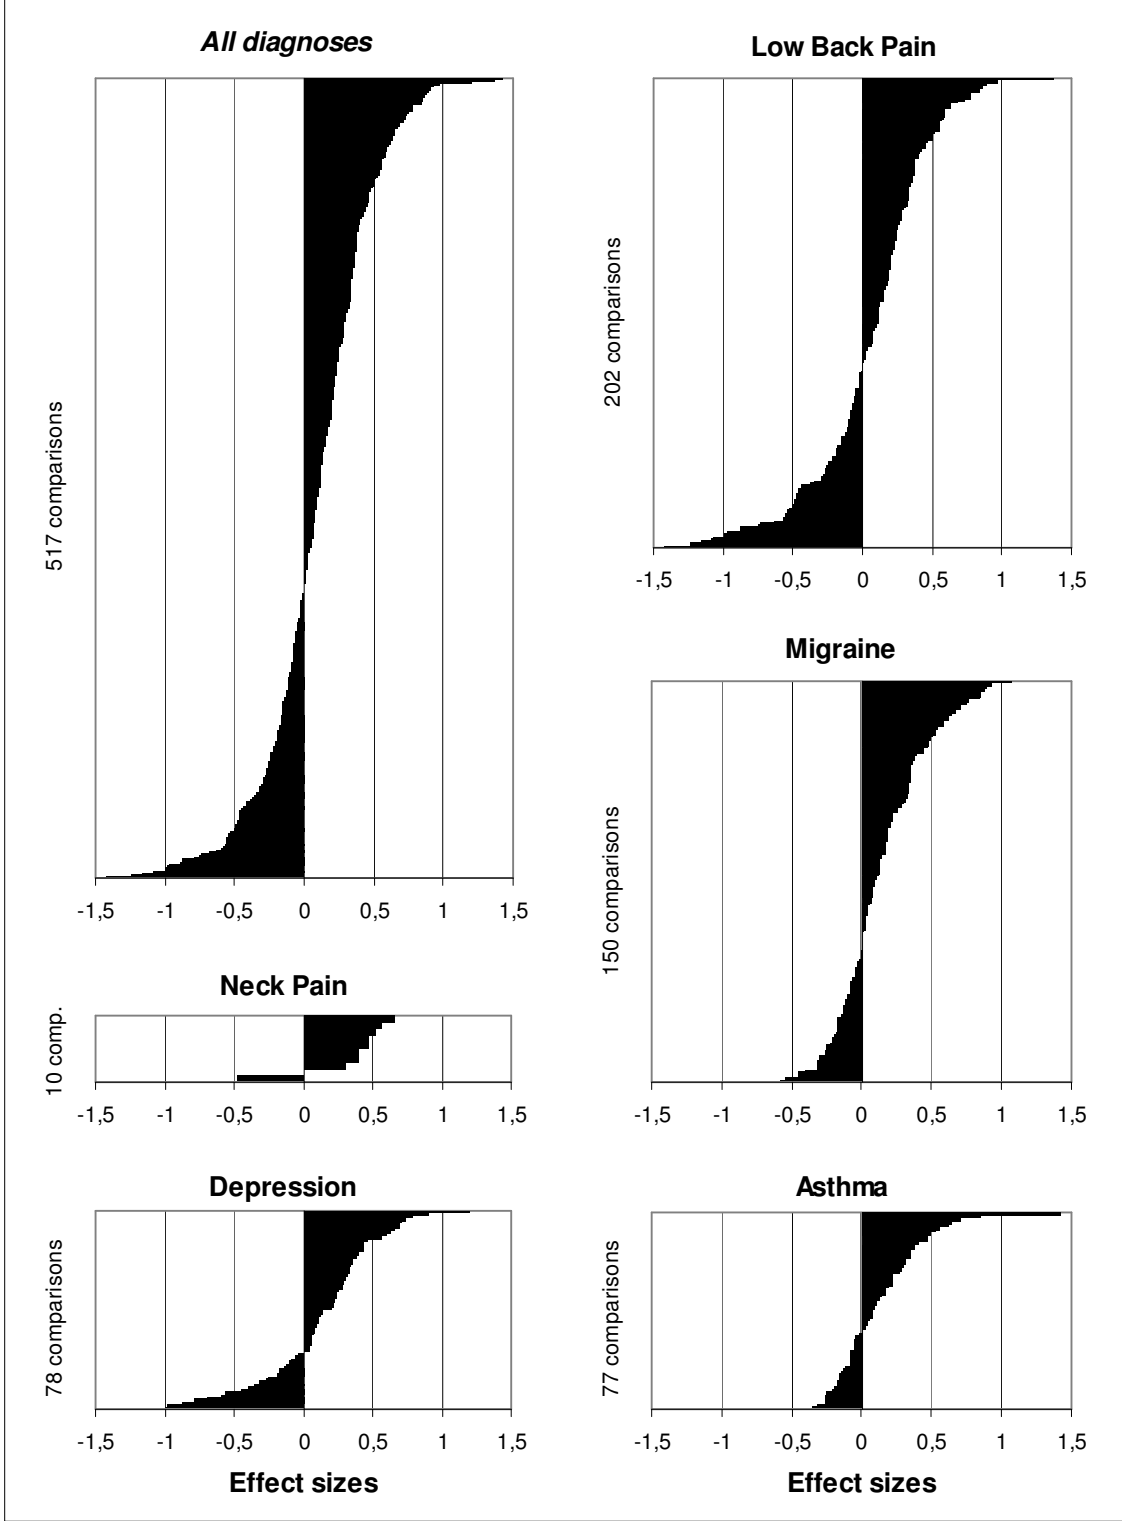 All diagnoses
517 comparisons
-1,5 -1 -0,5 0 0,5 1 1,5
Low Back Pain
202 comparisons
-1,5 -1 -0,5 0 0,5 1 1,5
Migraine
150 comparisons
-1,5 -1 -0,5 0 0,5 1 1,5
Neck Pain
10 comp.
-1,5 -1 -0,5 0 0,5 1 1,5
Depression
78 comparisons
-1,5 -1 -0,5 0 0,5 1 1,5
Effect sizes
Asthma
77 comparisons
-1,5 -1 -0,5 0 0,5 1 1,5
Effect sizes